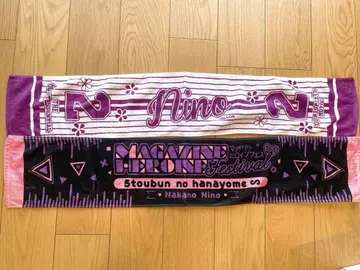 2 Nino 2
MAGAZINE
HEROINE
Festival
5toubun no hanayome S
♥ Nakano Nino ♥